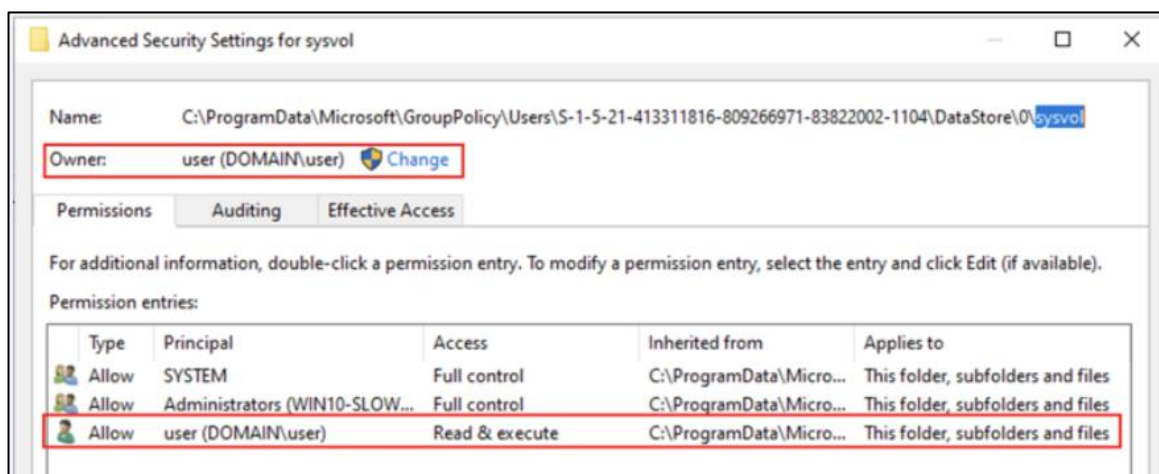 Advanced Security Settings for sysvol
Name: C:\ProgramData\Microsoft\GroupPolicy\Users\S-1-5-21-413311816-809266971-83822002-1104\DataStore\0\sysvol
Owner: user (DOMAIN\user) Change
Permissions Auditing Effective Access
For additional information, double-click a permission entry. To modify a permission entry, select the entry and click Edit (if available).
Permission entries:
Type Principal Access Inherited from Applies to
Allow SYSTEM Full control C:\ProgramData\Micro... This folder, subfolders and files
Allow Administrators (WIN10-SLOW... Full control C:\ProgramData\Micro... This folder, subfolders and files
Allow user (DOMAIN\user) Read & execute C:\ProgramData\Micro... This folder, subfolders and files